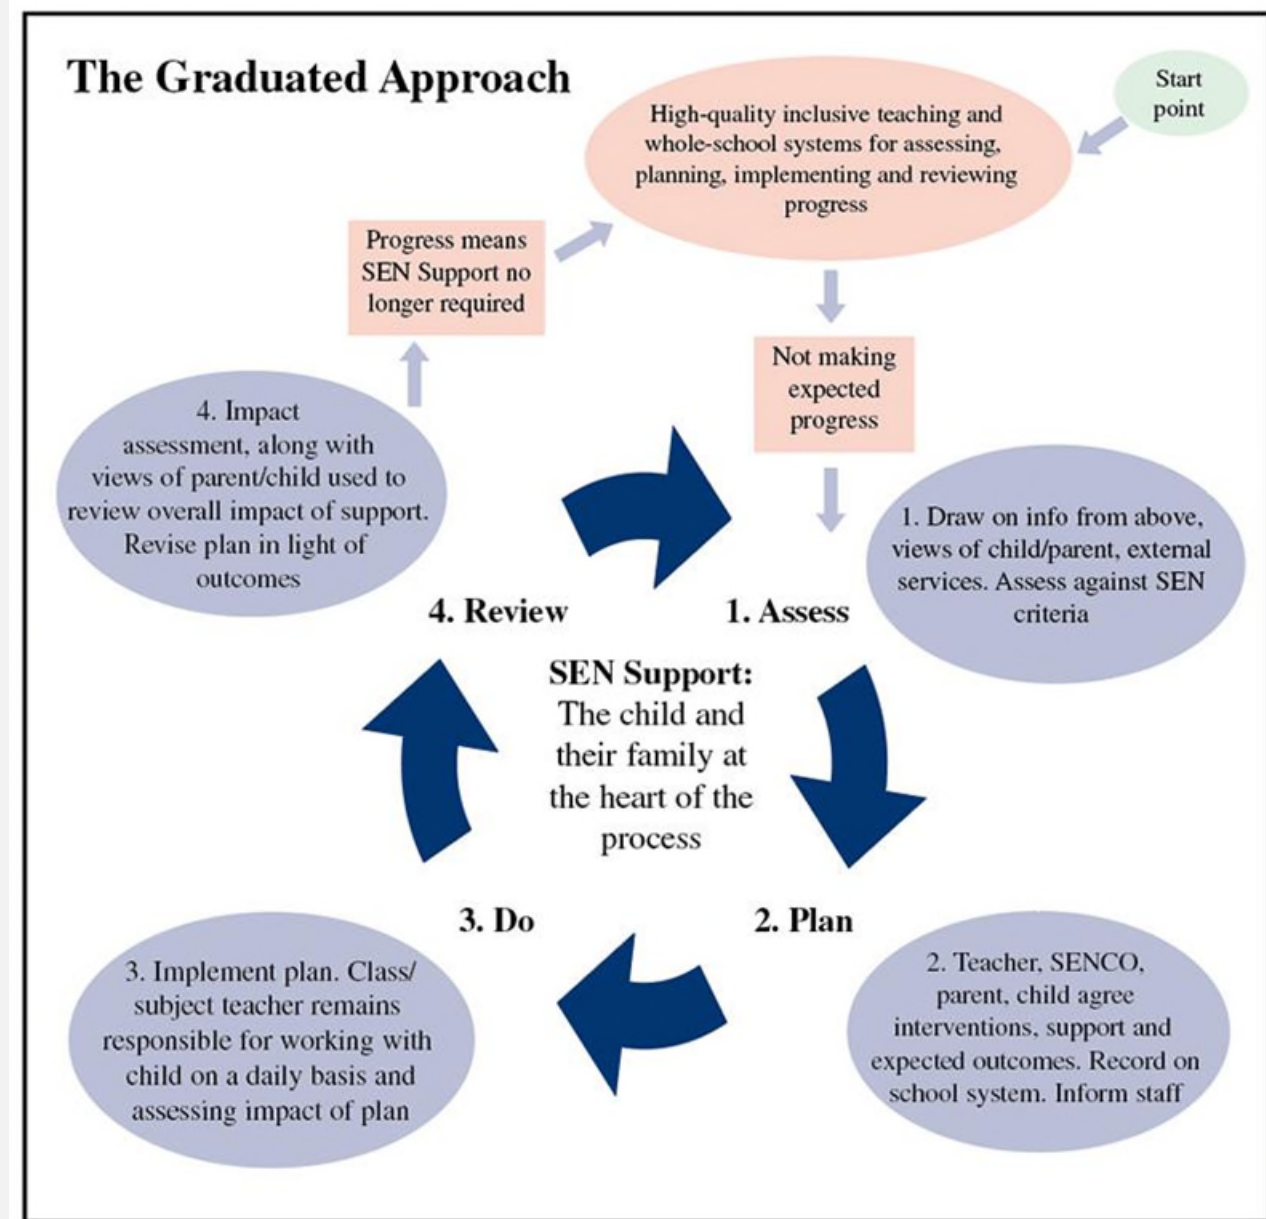 The Graduated Approach
Start
point
High-quality inclusive teaching and
whole-school systems for assessing,
planning, implementing and reviewing
progress
Progress means
SEN Support no
longer required
Not making
expected
progress
4. Impact
assessment, along with
views of parent/child used to
review overall impact of support.
Revise plan in light of
outcomes
1. Draw on info from above,
views of child/parent, external
services. Assess against SEN
criteria
4. Review
1. Assess
SEN Support:
The child and
their family at
the heart of the
process
3. Do
2. Plan
3. Implement plan. Class/
subject teacher remains
responsible for working with
child on a daily basis and
assessing impact of plan
2. Teacher, SENCO,
parent, child agree
interventions, support and
expected outcomes. Record on
school system. Inform staff